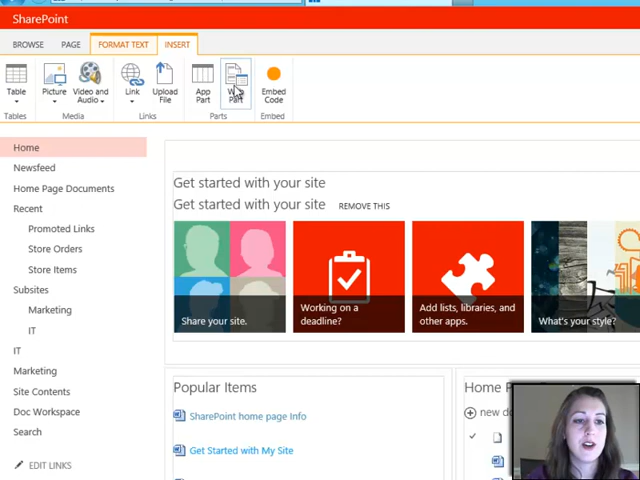 SharePoint
BROWSE PAGE FORMAT TEXT INSERT
Table Picture Video and Audio Link Upload File App Part Web Part Embed Code
Tables Media Links Parts Embed
Home
Newsfeed
Home Page Documents
Recent
Promoted Links
Store Orders
Store Items
Subsites
Marketing
IT
IT
Marketing
Site Contents
Doc Workspace
Search
EDIT LINKS
Get started with your site
Get started with your site REMOVE THIS
Share your site.
Working on a
deadline?
Add lists, libraries, and
other apps.
What's your style?
Popular Items
SharePoint home page Info
Get Started with My Site
Home P
new do